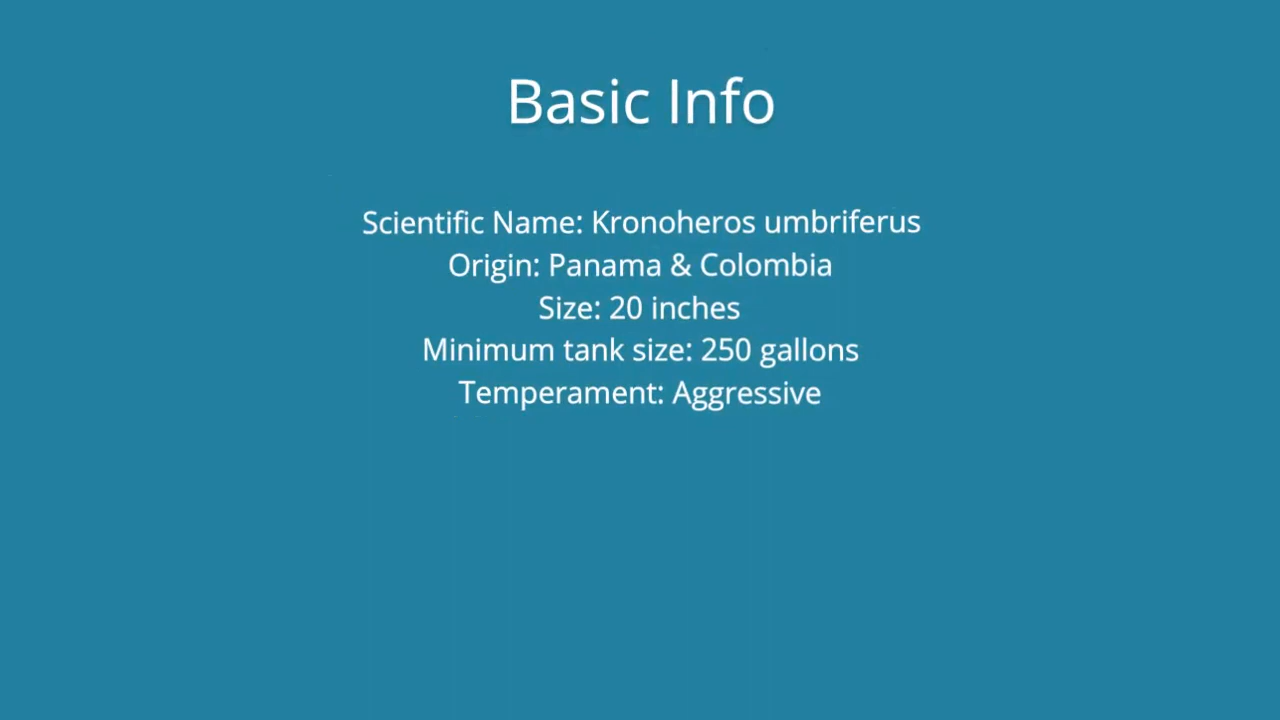 Basic Info
Scientific Name: Kronoheros umbriferus
Origin: Panama & Colombia
Size: 20 inches
Minimum tank size: 250 gallons
Temperament: Aggressive